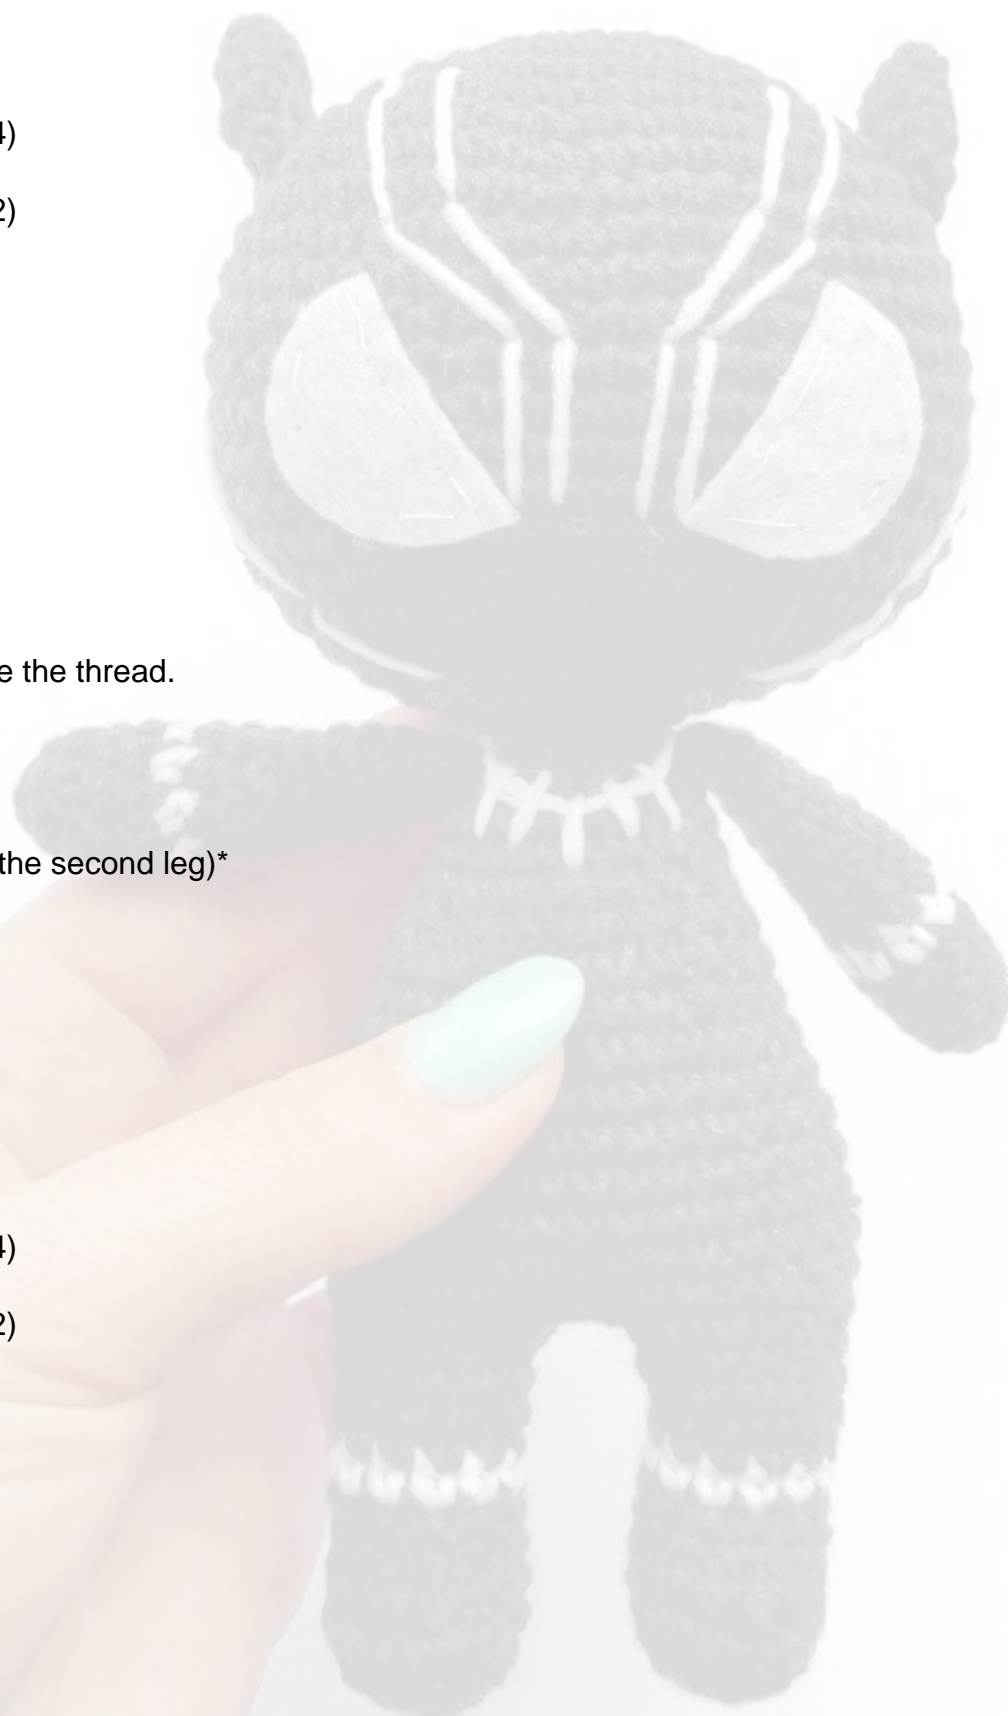 4)
2)
e the thread.
the second leg)*
4)
2)